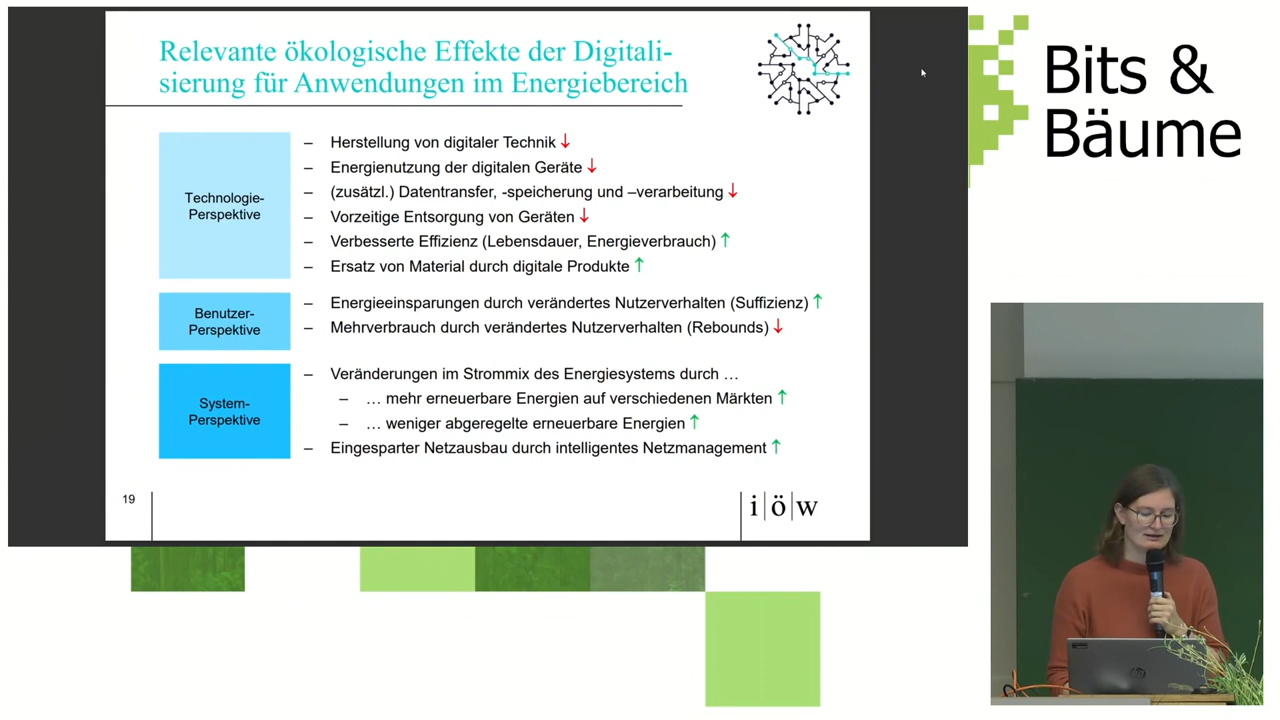 Relevante ökologische Effekte der Digitali-
sierung für Anwendungen im Energiebereich
Technologie-
Perspektive
– Herstellung von digitaler Technik ↓
– Energienutzung der digitalen Geräte ↓
– (zusätzl.) Datentransfer, -speicherung und –verarbeitung ↓
– Vorzeitige Entsorgung von Geräten ↓
– Verbesserte Effizienz (Lebensdauer, Energieverbrauch) ↑
– Ersatz von Material durch digitale Produkte ↑
Benutzer-
Perspektive
– Energieeinsparungen durch verändertes Nutzerverhalten (Suffizienz) ↑
– Mehrverbrauch durch verändertes Nutzerverhalten (Rebounds) ↓
System-
Perspektive
– Veränderungen im Strommix des Energiesystems durch …
– … mehr erneuerbare Energien auf verschiedenen Märkten ↑
– … weniger abgeregelte erneuerbare Energien ↑
– Eingesparter Netzausbau durch intelligentes Netzmanagement ↑
19
i|ö|w
Bits &
Bäume
hp